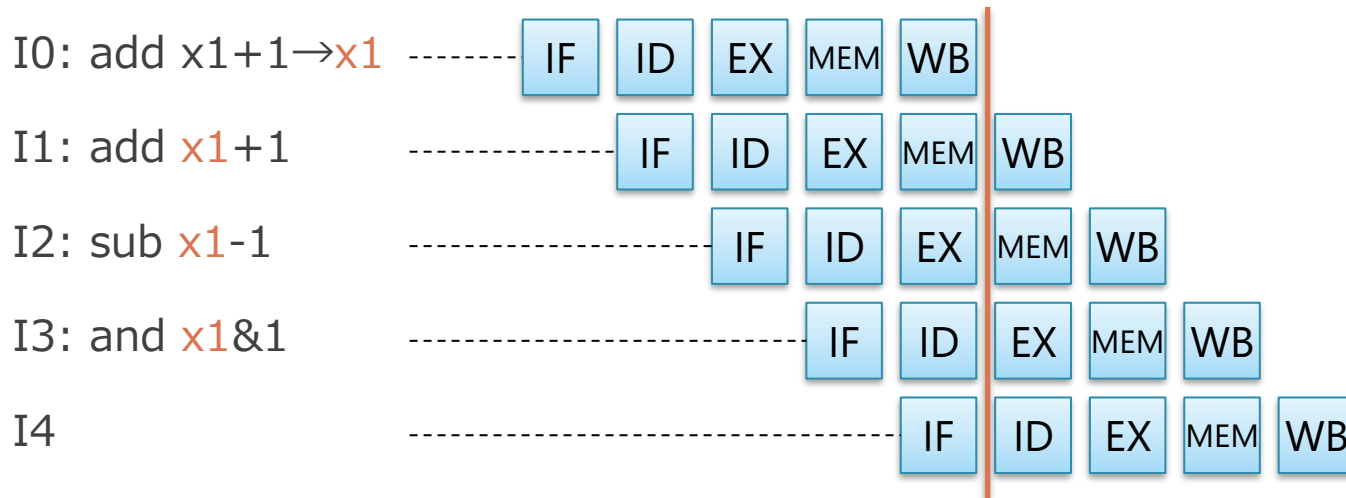 I0: add x1+1→x1 IF ID EX MEM WB
I1: add x1+1 IF ID EX MEM WB
I2: sub x1-1 IF ID EX MEM WB
I3: and x1&1 IF ID EX MEM WB
I4 IF ID EX MEM WB